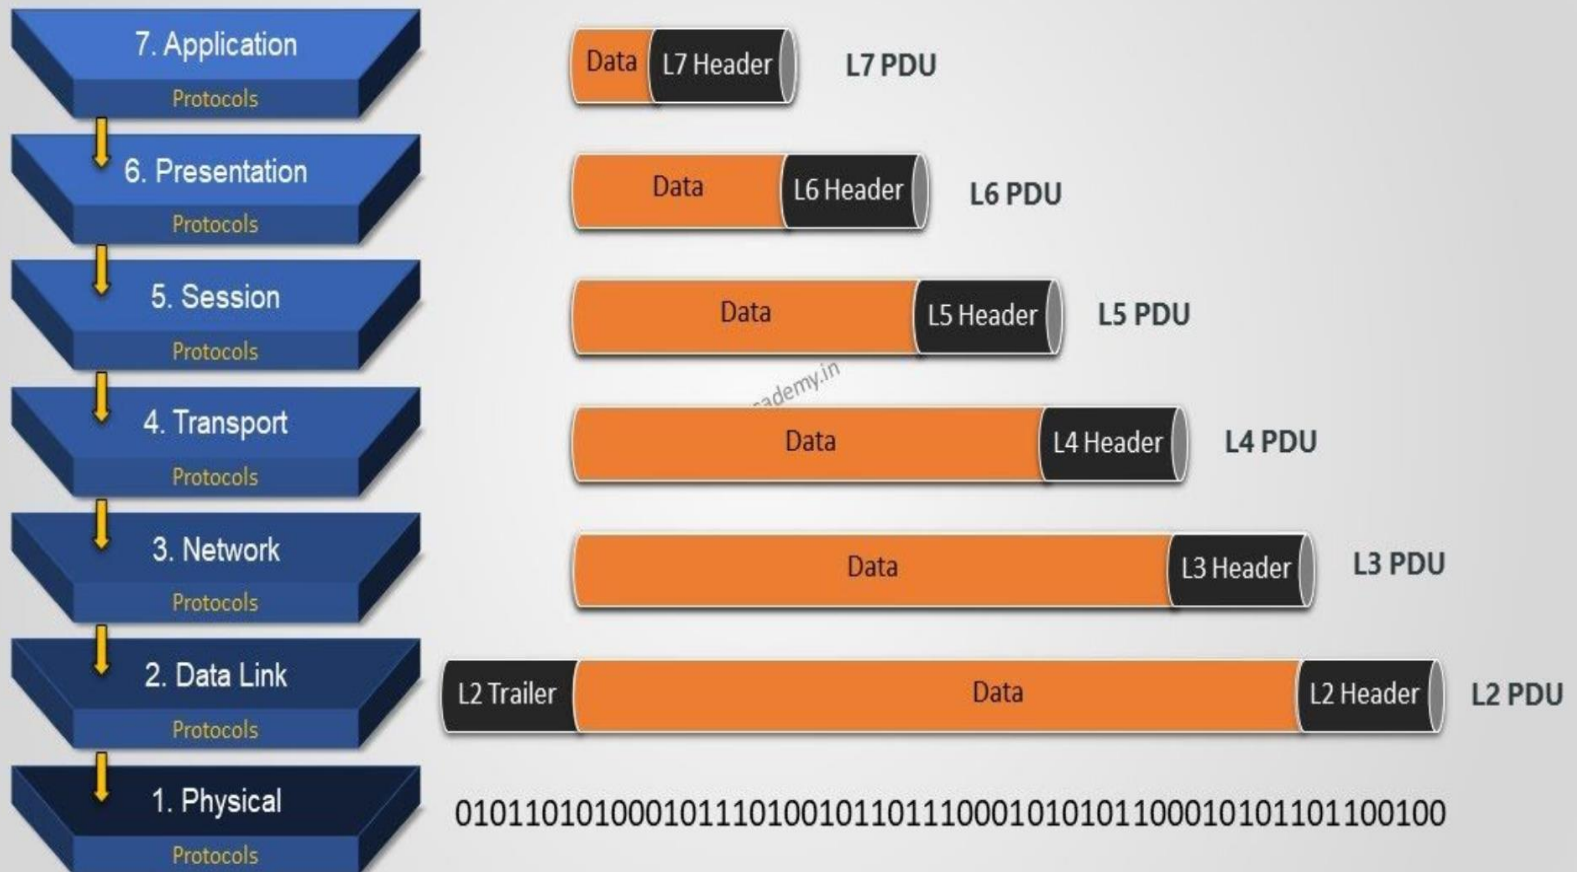 7. Application
Protocols
Data L7 Header L7 PDU
6. Presentation
Protocols
Data L6 Header L6 PDU
5. Session
Protocols
Data L5 Header L5 PDU
4. Transport
Protocols
Data L4 Header L4 PDU
3. Network
Protocols
Data L3 Header L3 PDU
2. Data Link
Protocols
L2 Trailer Data L2 Header L2 PDU
1. Physical
Protocols